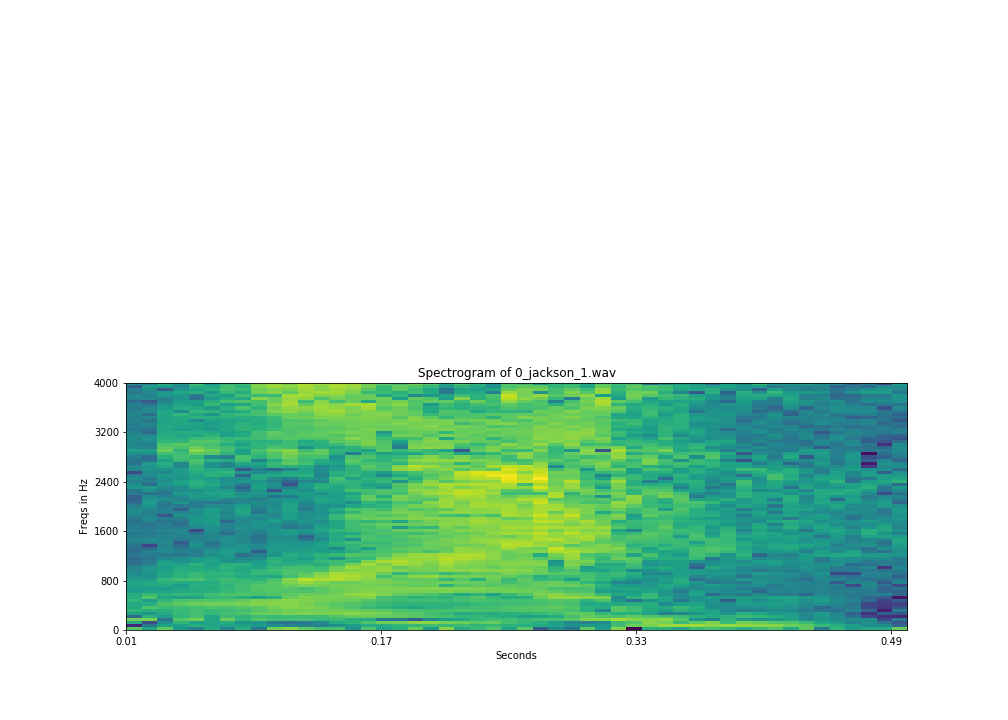 Spectrogram of 0_jackson_1.wav
4000
3200
2400
1600
800
0
Freqs in Hz
0.01 0.17 0.33 0.49
Seconds